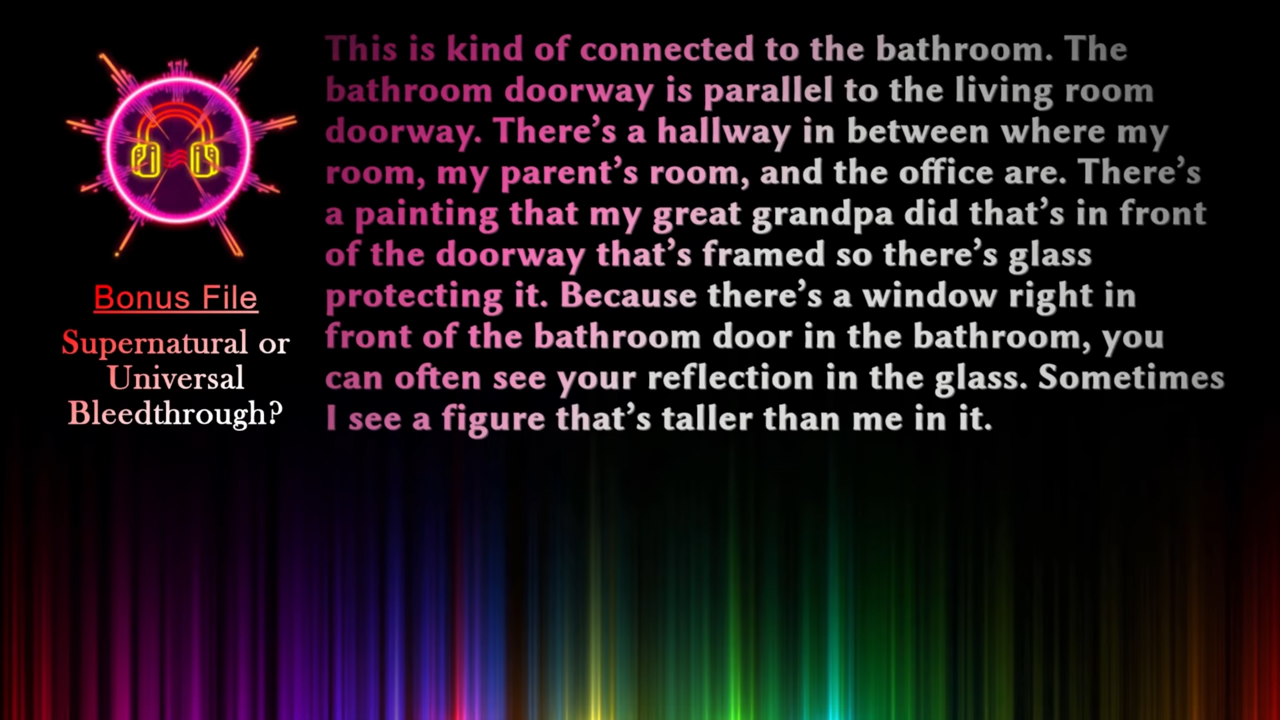 Bonus File
Supernatural or
Universal
Bleedthrough?
This is kind of connected to the bathroom. The
bathroom doorway is parallel to the living room
doorway. There’s a hallway in between where my
room, my parent’s room, and the office are. There’s
a painting that my great grandpa did that’s in front
of the doorway that’s framed so there’s glass
protecting it. Because there’s a window right in
front of the bathroom door in the bathroom, you
can often see your reflection in the glass. Sometimes
I see a figure that’s taller than me in it.